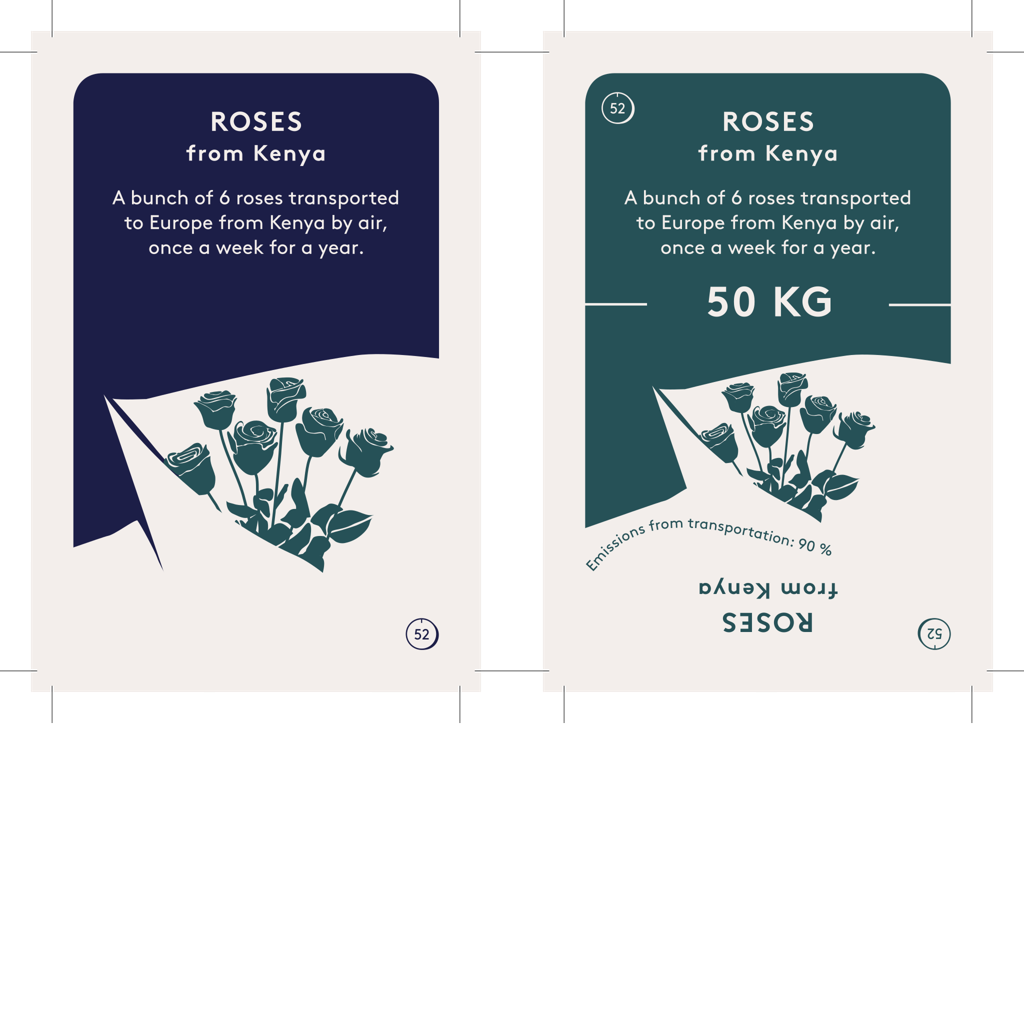 ROSES
from Kenya
A bunch of 6 roses transported
to Europe from Kenya by air,
once a week for a year.
52
52
ROSES
from Kenya
A bunch of 6 roses transported
to Europe from Kenya by air,
once a week for a year.
50 KG
Emissions from transportation: 90 %
ROSES
from Kenya
52